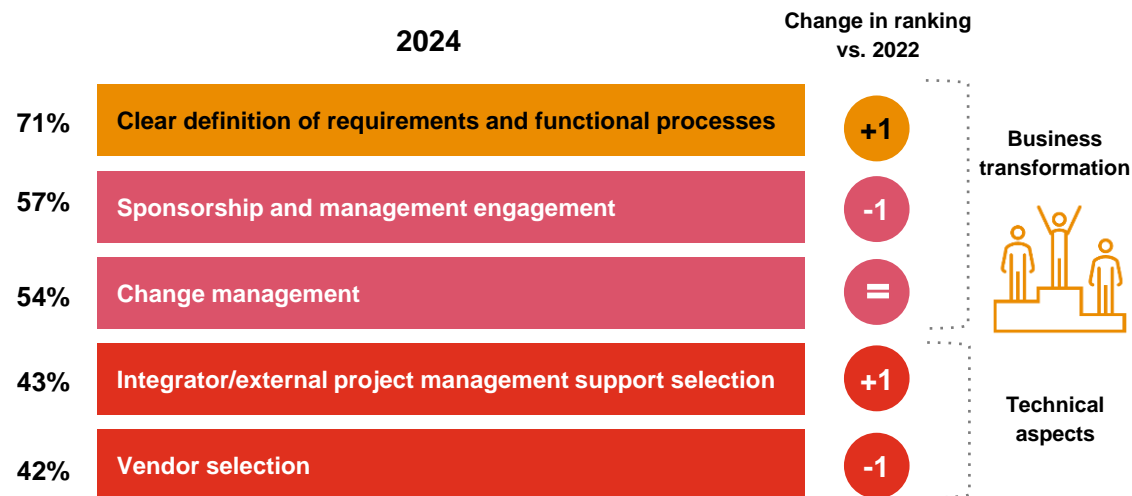 2024
Change in ranking
vs. 2022
71%
Clear definition of requirements and functional processes
+1
57%
Sponsorship and management engagement
-1
54%
Change management
=
Business
transformation
43%
Integrator/external project management support selection
+1
42%
Vendor selection
-1
Technical
aspects